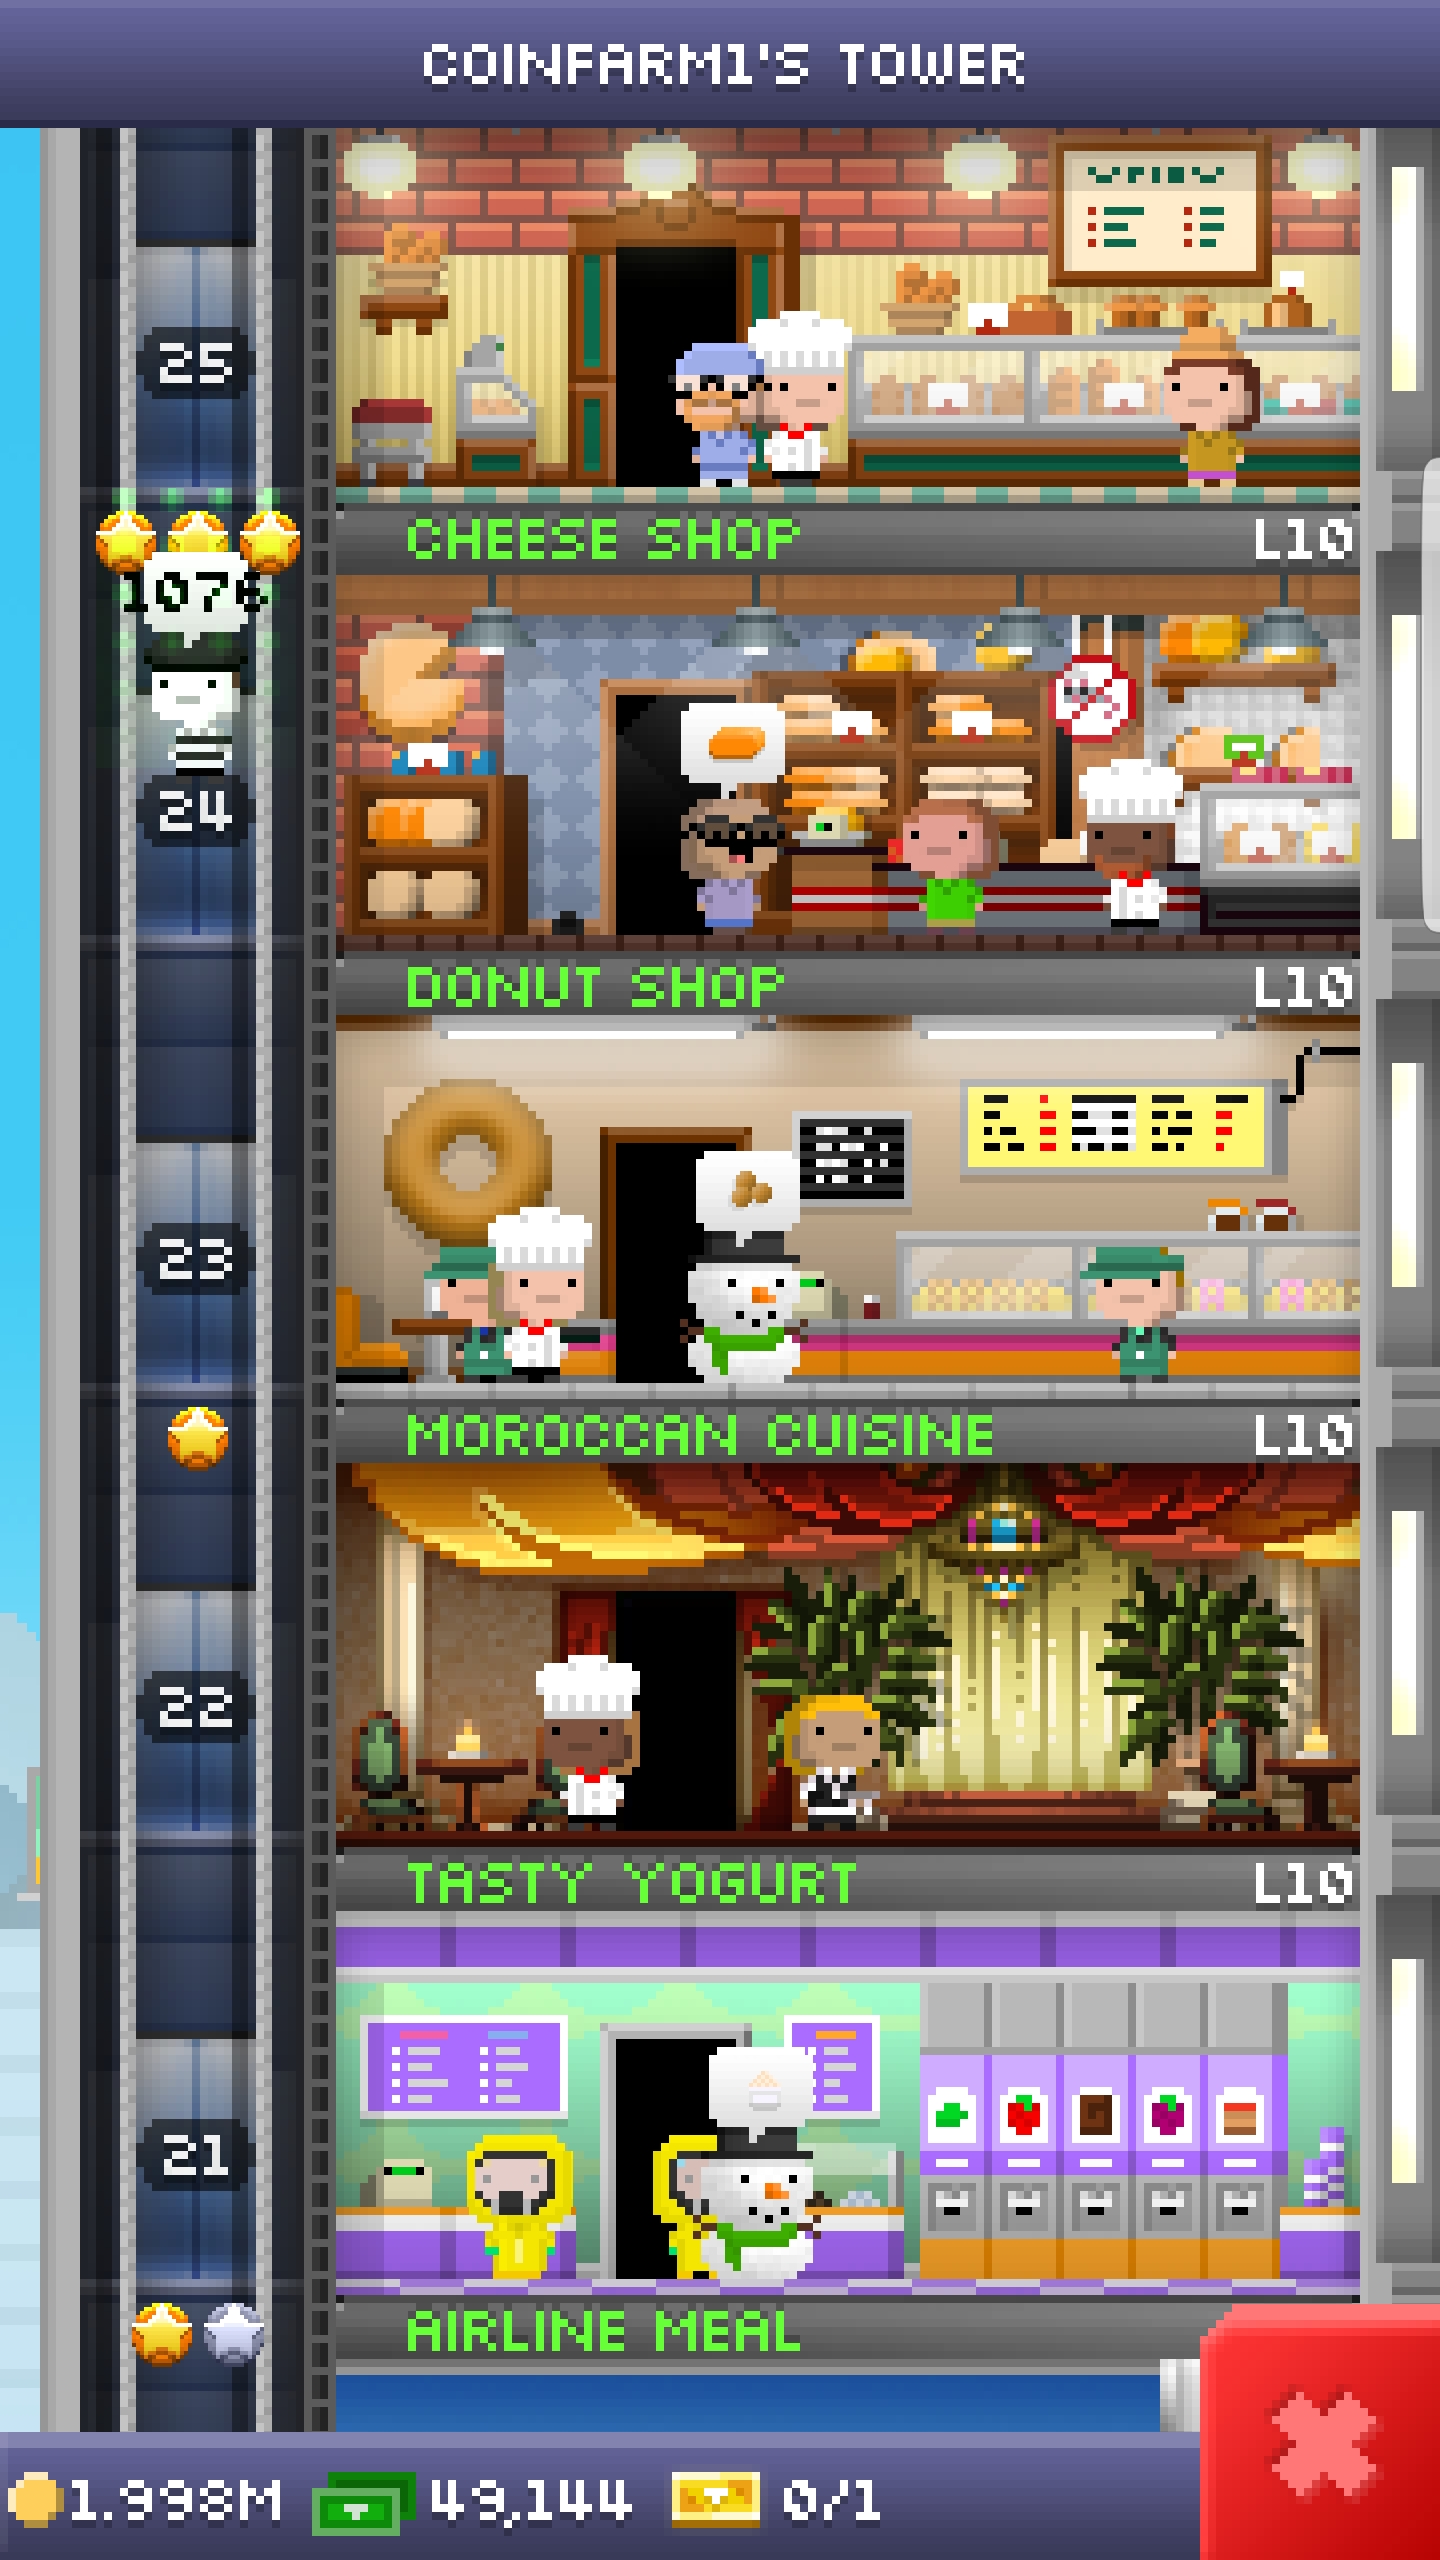 COINFARM1'S TOWER
25
CHEESE SHOP L10
1076
24
DONUT SHOP L10
23
MOROCCAN CUISINE L10
22
TASTY YOGURT L10
21
AIRLINE MEAL
1.998M 49,144 0/1